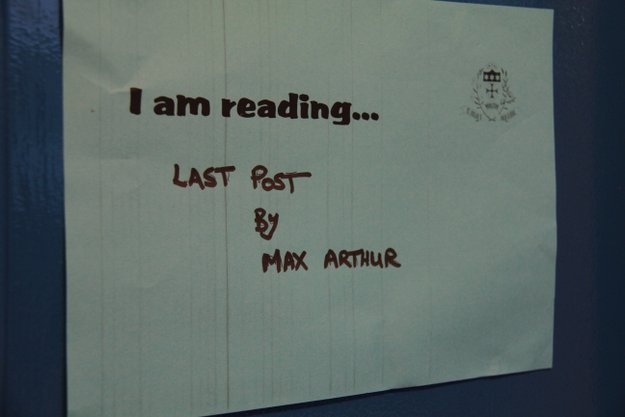 I am reading...
LAST POST
By
MAX ARTHUR